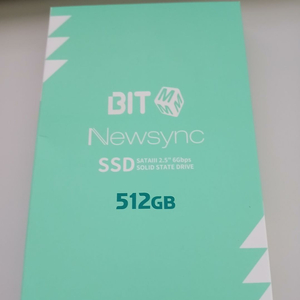 BIT
M M M
Newsync
SSD SATAIII 2.5" 6Gbps
SOLID STATE DRIVE
512GB